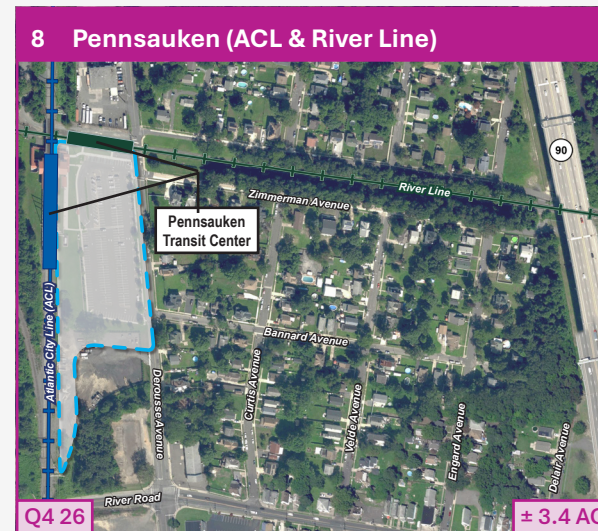 8 Pennsauken (ACL & River Line)
90
River Line
Zimmerman Avenue
Pennsauken
Transit Center
Atlantic City Line (ACL)
Bannard Avenue
Derousse Avenue
Curtis Avenue
Velde Avenue
Engard Avenue
Delair Avenue
River Road
Q4 26
± 3.4 AC